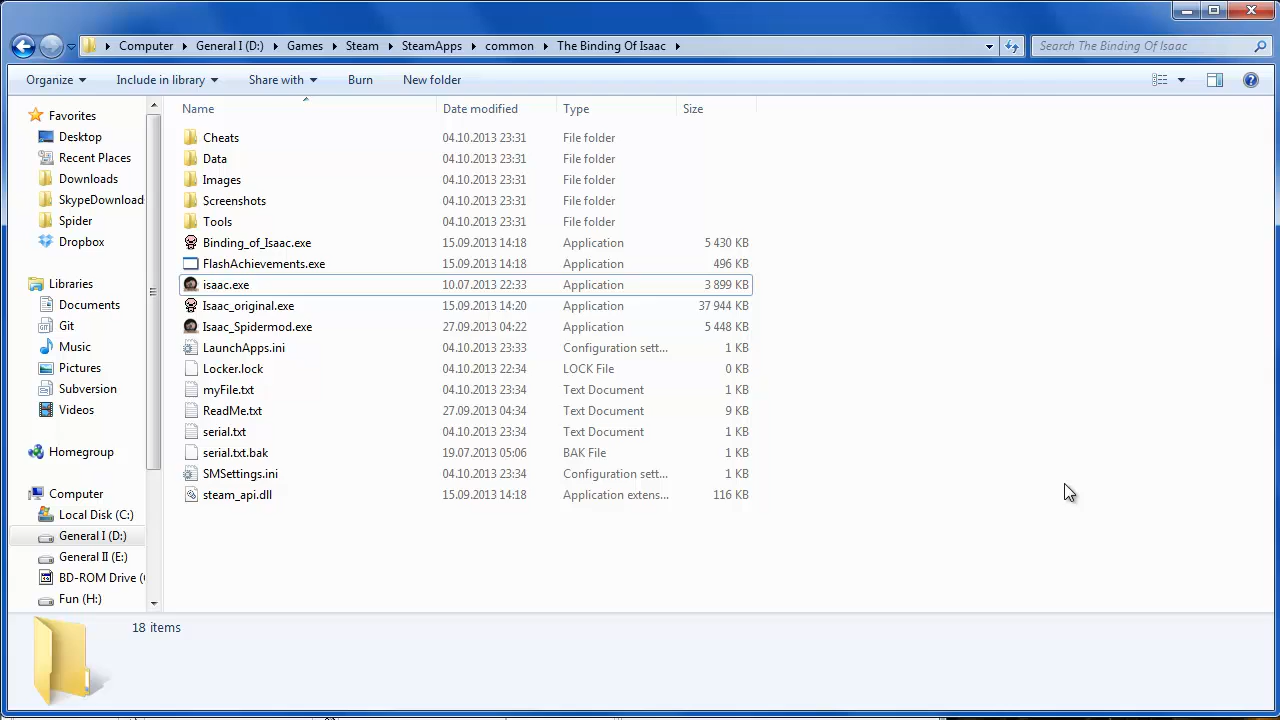 Computer General I (D:) Games Steam SteamApps common The Binding Of Isaac Search The Binding Of Isaac
Organize Include in library Share with Burn New folder
Name Date modified Type Size
Favorites
Desktop
Recent Places
Downloads
SkypeDownload
Spider
Dropbox
Libraries
Documents
Git
Music
Pictures
Subversion
Videos
Homegroup
Computer
Local Disk (C:)
General I (D:)
General II (E:)
BD-ROM Drive (
Fun (H:)
Cheats 04.10.2013 23:31 File folder
Data 04.10.2013 23:31 File folder
Images 04.10.2013 23:31 File folder
Screenshots 04.10.2013 23:31 File folder
Tools 04.10.2013 23:31 File folder
Binding_of_Isaac.exe 15.09.2013 14:18 Application 5 430 KB
FlashAchievements.exe 15.09.2013 14:18 Application 496 KB
isaac.exe 10.07.2013 22:33 Application 3 899 KB
Isaac_original.exe 15.09.2013 14:20 Application 37 944 KB
Isaac_Spidermod.exe 27.09.2013 04:22 Application 5 448 KB
LaunchApps.ini 04.10.2013 23:33 Configuration sett... 1 KB
Locker.lock 04.10.2013 22:34 LOCK File 0 KB
myFile.txt 04.10.2013 23:34 Text Document 1 KB
ReadMe.txt 27.09.2013 04:34 Text Document 9 KB
serial.txt 04.10.2013 23:34 Text Document 1 KB
serial.txt.bak 19.07.2013 05:06 BAK File 1 KB
SMSettings.ini 04.10.2013 23:34 Configuration sett... 1 KB
steam_api.dll 15.09.2013 14:18 Application extens... 116 KB
18 items